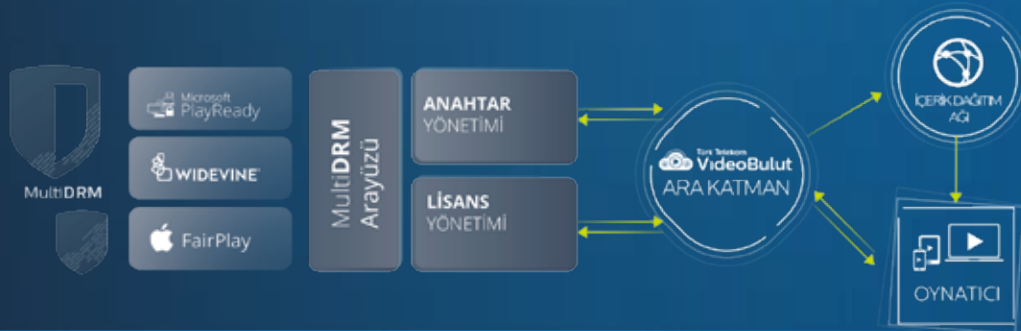 MultiDRM
Microsoft
PlayReady
WIDEVINE
FairPlay
MultiDRM
Arayüzü
ANAHTAR
YÖNETİMİ
LİSANS
YÖNETİMİ
Türk Telekom
VideoBulut
ARA KATMAN
İÇERİK DAĞITIM
AĞI
OYNATICI